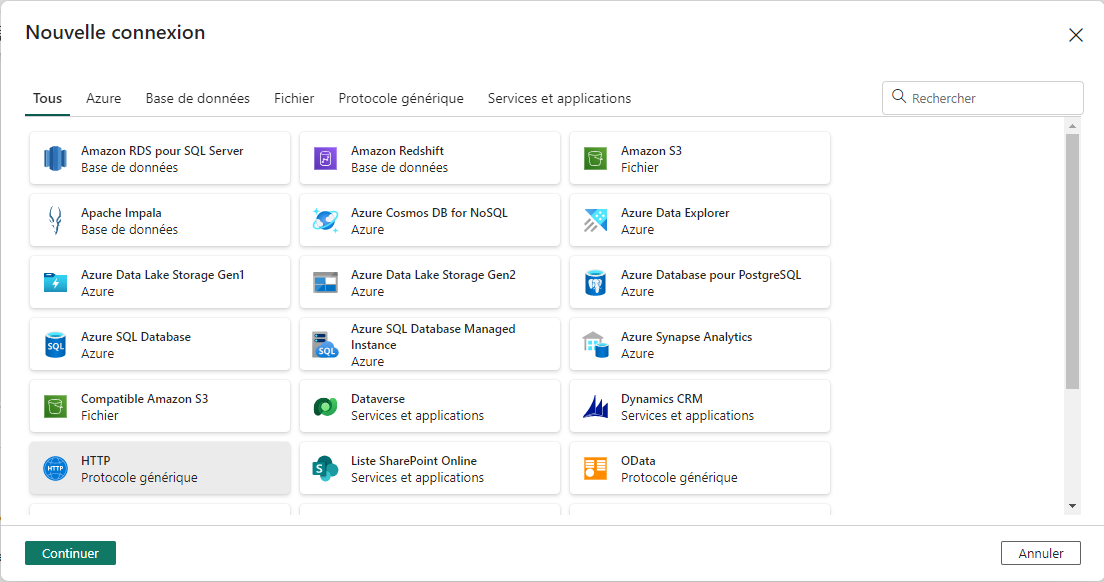 Nouvelle connexion
Tous
Azure
Base de données
Fichier
Protocole générique
Services et applications
Rechercher
Amazon RDS pour SQL Server
Base de données
Amazon Redshift
Base de données
Amazon S3
Fichier
Apache Impala
Base de données
Azure Cosmos DB for NoSQL
Azure
Azure Data Explorer
Azure
Azure Data Lake Storage Gen1
Azure
Azure Data Lake Storage Gen2
Azure
Azure Database pour PostgreSQL
Azure
SQL
Azure SQL Database
Azure
SQL
Azure SQL Database Managed
Instance
Azure
Azure Synapse Analytics
Azure
Compatible Amazon S3
Fichier
Dataverse
Services et applications
Dynamics CRM
Services et applications
HTTP
HTTP
Protocole générique
S
Liste SharePoint Online
Services et applications
OData
Protocole générique
Continuer
Annuler